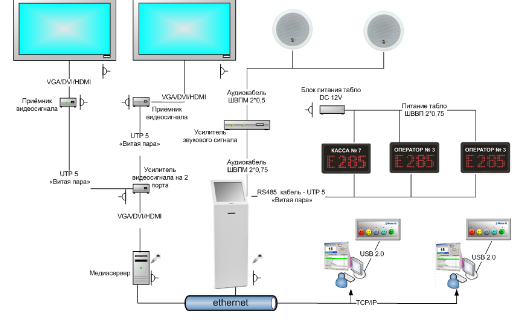 VGA/DVI/HDMI
VGA/DVI/HDMI
Приёмник
видеосигнала
Приемник
видеосигнала
Аудиокабель
ШВПМ 2*0,5
Блок питания табло
DC 12V
Питание табло
ШВВП 2*0,75
UTP 5
«Витая пара»
Усилитель
звукового сигнала
КАССА № 7
E285
ОПЕРАТОР № 3
E285
ОПЕРАТОР № 3
E285
UTP 5
«Витая пара»
Усилитель
видеосигнала на 2
порта
Аудиокабель
ШВПМ 2*0,75
RS485 кабель - UTP 5
«Витая пара»
VGA/DVI/HDMI
USB 2.0
USB 2.0
Медиасервер
ethernet
TCP/IP